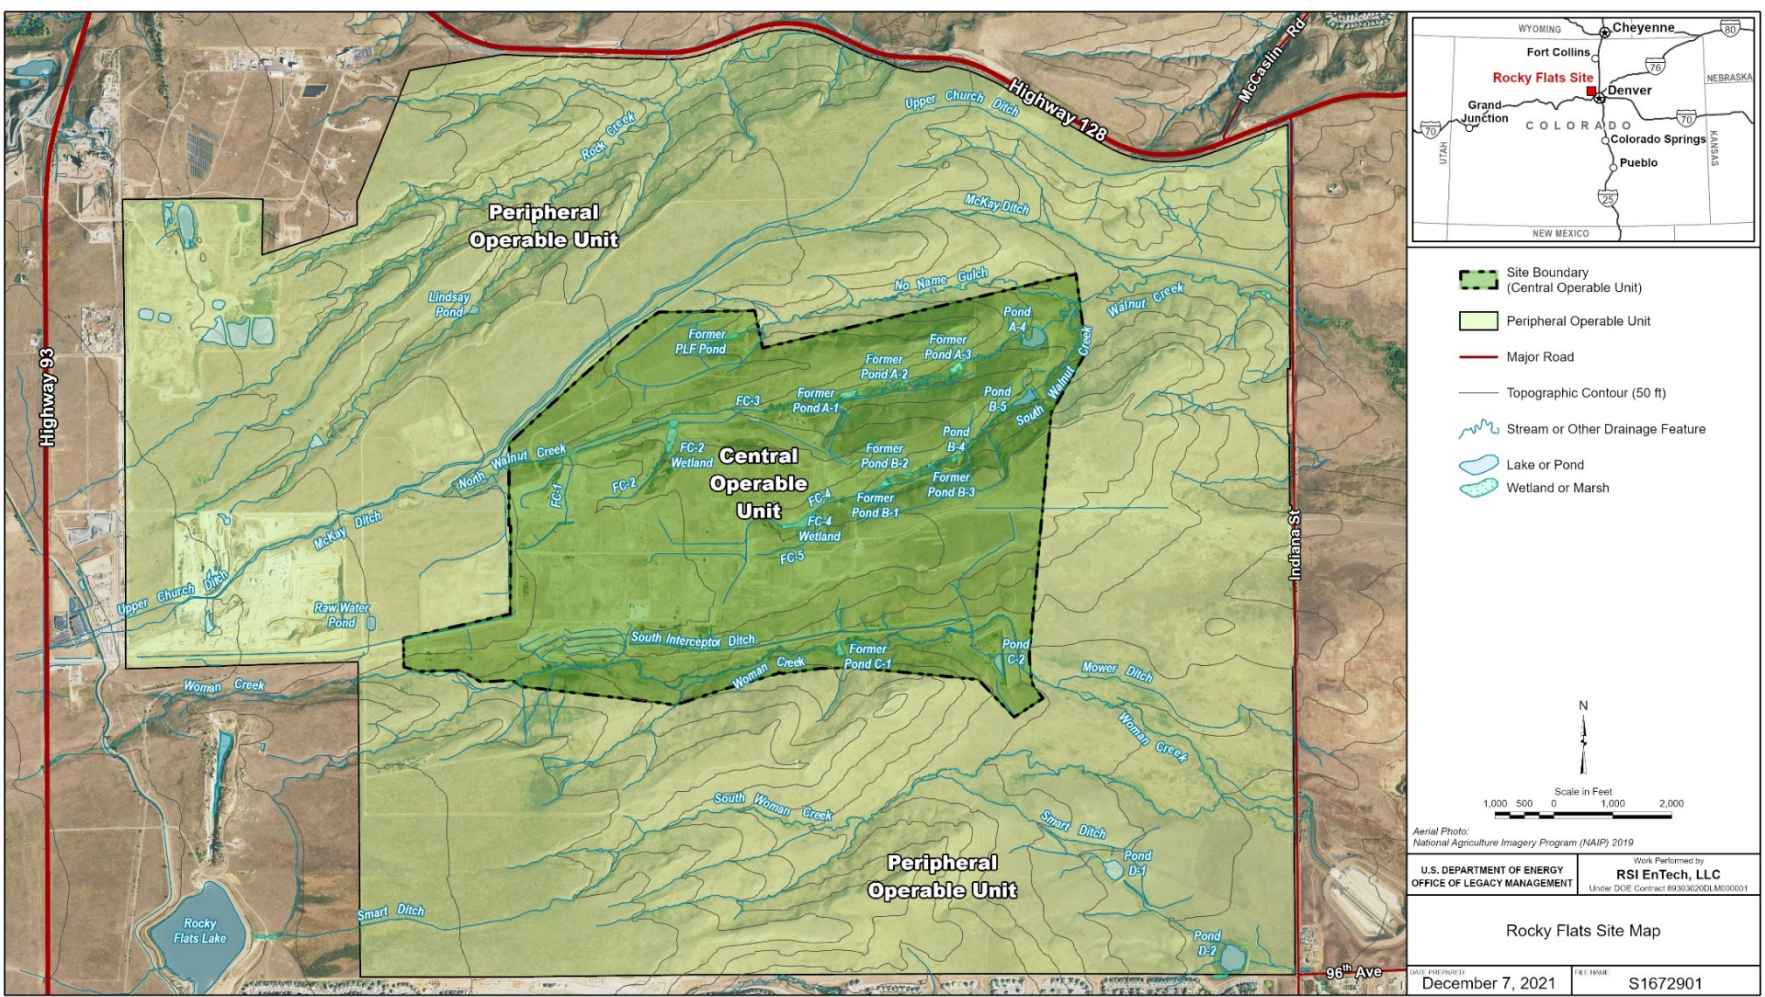 Highway 128
McCaslin Rd
Upper Church Ditch
Rock Creek
McKay Ditch
Peripheral
Operable Unit
No Name Gulch
Walnut Creek
Lindsay
Pond
Pond
A-4
Former
PLF Pond
Former
Pond A-3
Former
Pond A-2
Highway 93
Former
Pond A-1
FC-3
Pond
B-5
South Walnut Creek
Pond
B-4
North Walnut Creek
FC-2
Wetland
Central
Operable
Unit
Former
Pond B-2
FC-1
FC-2
FC-4
Former
Pond B-3
Former
Pond B-1
FC-4
Wetland
FC-5
McKay Ditch
Indiana St
Upper Church Ditch
Raw Water
Pond
South Interceptor Ditch
Former
Pond C-1
Pond
C-2
Woman Creek
Woman Creek
Mower Ditch
Woman Creek
South Woman Creek
Smart Ditch
Pond
D-1
Peripheral
Operable Unit
Smart Ditch
Rocky
Flats Lake
Pond
D-2
96th Ave
WYOMING
Cheyenne
80
Fort Collins
76
Rocky Flats Site
NEBRASKA
Denver
Grand
Junction
70
70
COLORADO
UTAH
KANSAS
Colorado Springs
Pueblo
25
NEW MEXICO
Site Boundary
(Central Operable Unit)
Peripheral Operable Unit
Major Road
Topographic Contour (50 ft)
Stream or Other Drainage Feature
Lake or Pond
Wetland or Marsh
N
Scale in Feet
1,000 500 0 1,000 2,000
Aerial Photo:
National Agriculture Imagery Program (NAIP) 2019
U.S. DEPARTMENT OF ENERGY
OFFICE OF LEGACY MANAGEMENT
Work Performed by
RSI EnTech, LLC
Under DOE Contract 89303020DLM000001
Rocky Flats Site Map
DATE PREPARED:
December 7, 2021
FILE NAME:
S1672901